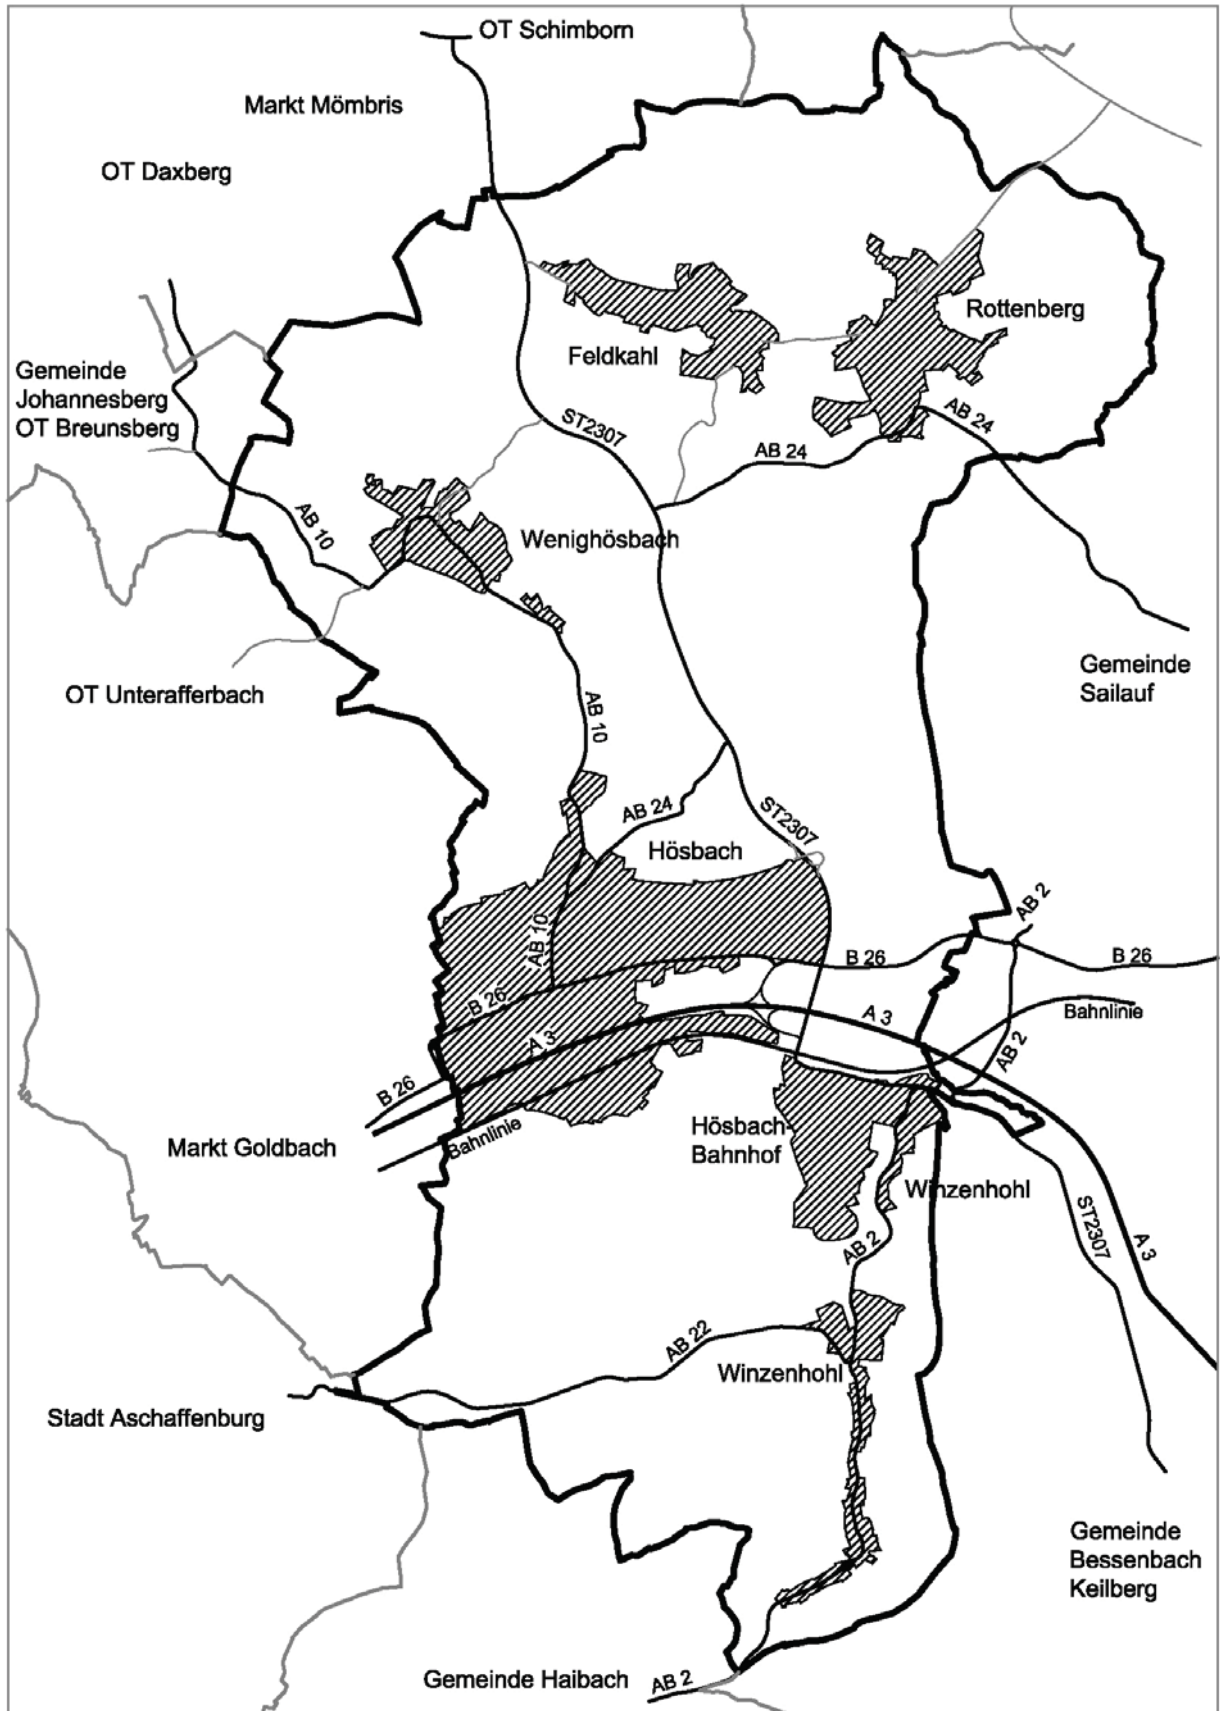 OT Schimborn
Markt Mömbris
OT Daxberg
Rottenberg
Feldkahl
Gemeinde
Johannesberg
OT Breunsberg
ST2307
AB 24
AB 24
AB 10
Wenighösbach
Gemeinde
Sailauf
OT Unterafferbach
AB 10
AB 24
ST2307
Hösbach
AB 2
AB 10
B 26
B 26
B 26
A 3
Bahnlinie
A 3
AB 2
B 26
Hösbach-
Bahnhof
Bahnlinie
Markt Goldbach
Winzenhohl
ST2307
A 3
AB 2
AB 22
Winzenhohl
Stadt Aschaffenburg
Gemeinde
Bessenbach
Keilberg
Gemeinde Haibach
AB 2